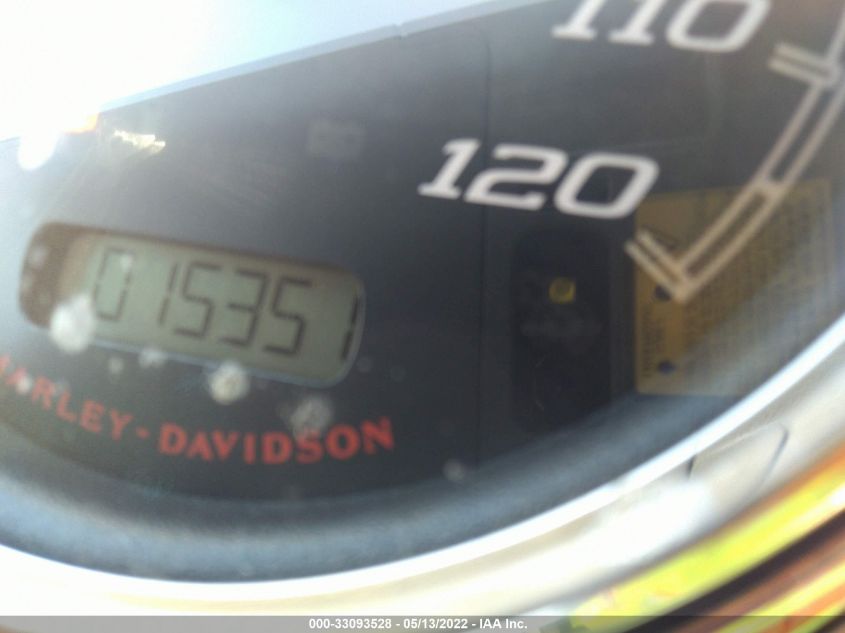 110
120
015351
HARLEY-DAVIDSON
000-33093528 - 05/13/2022 - IAA Inc.